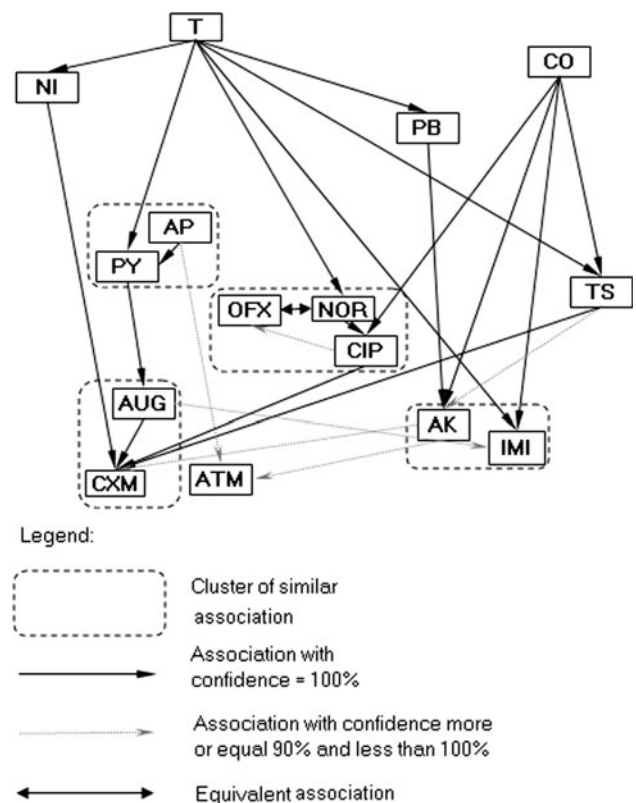 T
CO
NI
PB
AP
PY
TS
OFX
NOR
CIP
AUG
AK
IMI
CXM
ATM
Legend:
Cluster of similar
association
Association with
confidence = 100%
Association with confidence more
or equal 90% and less than 100%
Equivalent association